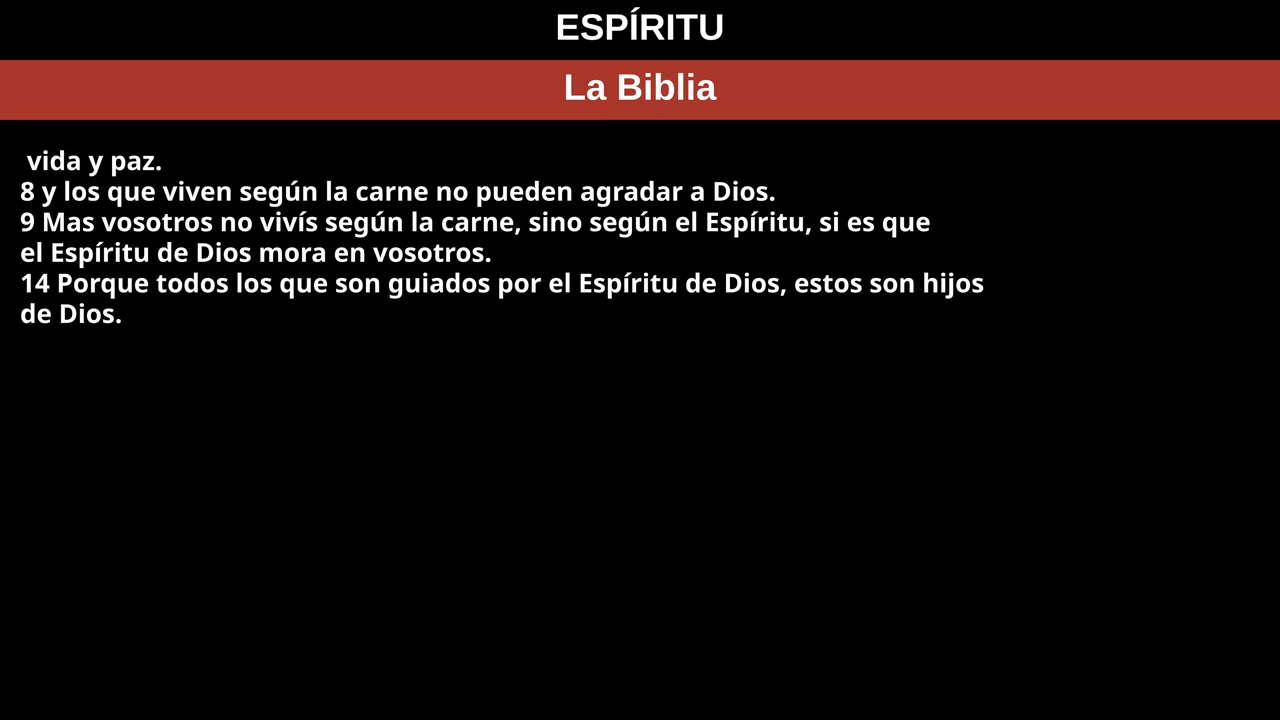 ESPÍRITU
La Biblia
vida y paz.
8 y los que viven según la carne no pueden agradar a Dios.
9 Mas vosotros no vivís según la carne, sino según el Espíritu, si es que
el Espíritu de Dios mora en vosotros.
14 Porque todos los que son guiados por el Espíritu de Dios, estos son hijos
de Dios.